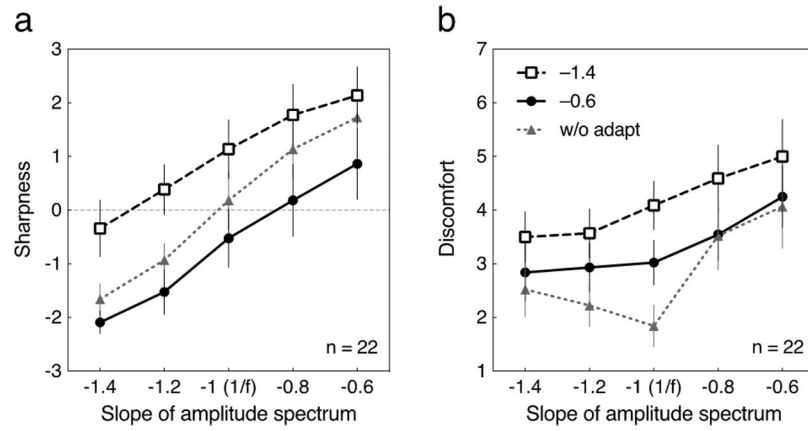 a
Sharpness
3
2
1
0
-1
-2
-3
n = 22
-1.4 -1.2 -1 (1/f) -0.8 -0.6
Slope of amplitude spectrum
b
Discomfort
7
6
5
4
3
2
1
–1.4
–0.6
w/o adapt
n = 22
-1.4 -1.2 -1 (1/f) -0.8 -0.6
Slope of amplitude spectrum